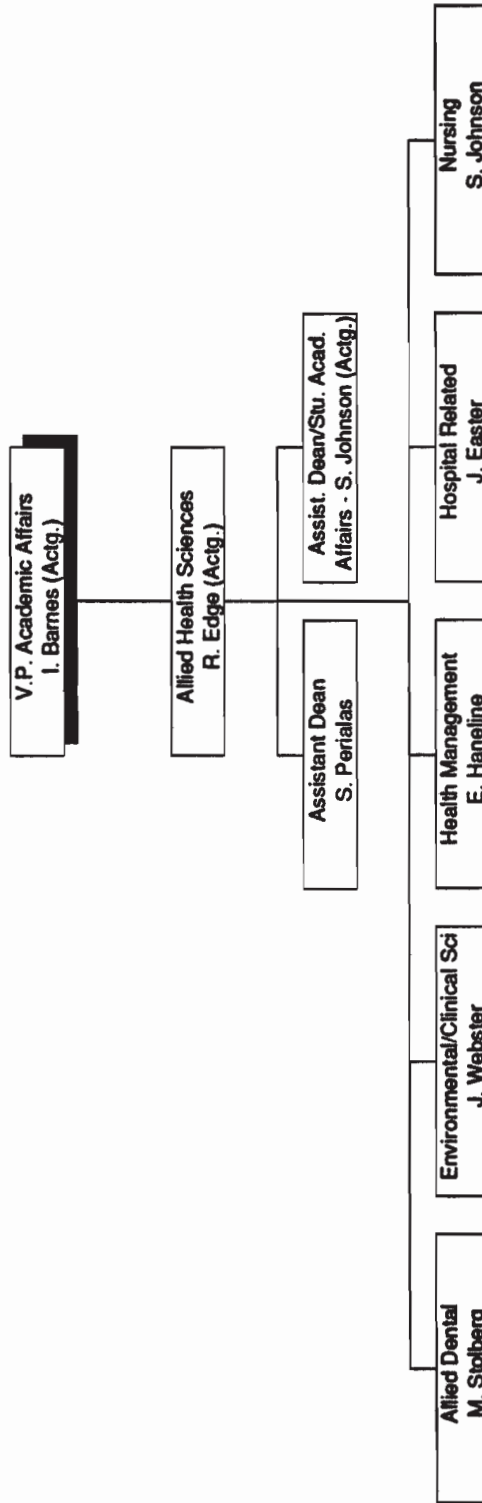 V.P. Academic Affairs
I. Barnes (Actg.)
Allied Health Sciences
R. Edge (Actg.)
Assistant Dean
S. Perialas
Assist. Dean/Stu. Acad.
Affairs - S. Johnson (Actg.)
Allied Dental
M. Stolberg
Environmental/Clinical Sci
J. Webster
Health Management
E. Haneline
Hospital Related
J. Easter
Nursing
S. Johnson